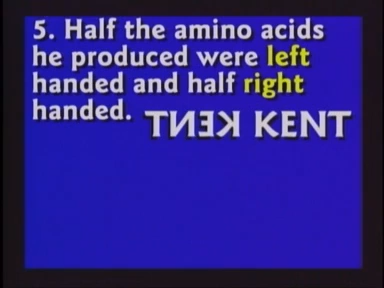 5. Half the amino acids
he produced were left
handed and half right
handed.
TИƎꓘ KENT